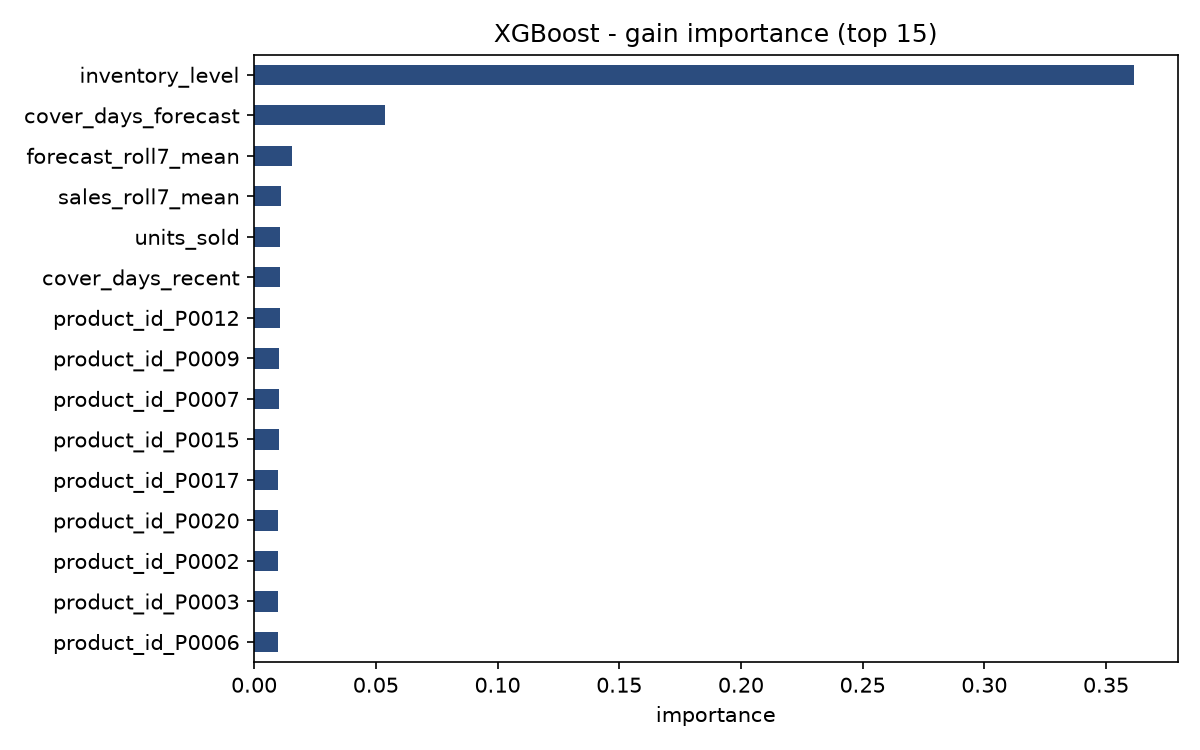 XGBoost - gain importance (top 15)
inventory_level
cover_days_forecast
forecast_roll7_mean
sales_roll7_mean
units_sold
cover_days_recent
product_id_P0012
product_id_P0009
product_id_P0007
product_id_P0015
product_id_P0017
product_id_P0020
product_id_P0002
product_id_P0003
product_id_P0006
0.00 0.05 0.10 0.15 0.20 0.25 0.30 0.35
importance